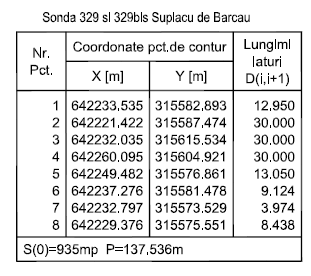 Sonda 329 sl 329bls Suplacu de Barcau
Nr. Pct. Coordonate pct.de contur Lunglml laturi D(i,i+1)
X [m] Y [m]
1 642233.535 315582.893 12.950
2 642221.422 315587.474 30.000
3 642232.035 315615.534 30.000
4 642260.095 315604.921 30.000
5 642249.482 315576.861 13.050
6 642237.276 315581.478 9.124
7 642232.797 315573.529 3.974
8 642229.376 315575.551 8.438
S(0)=935mp P=137,536m